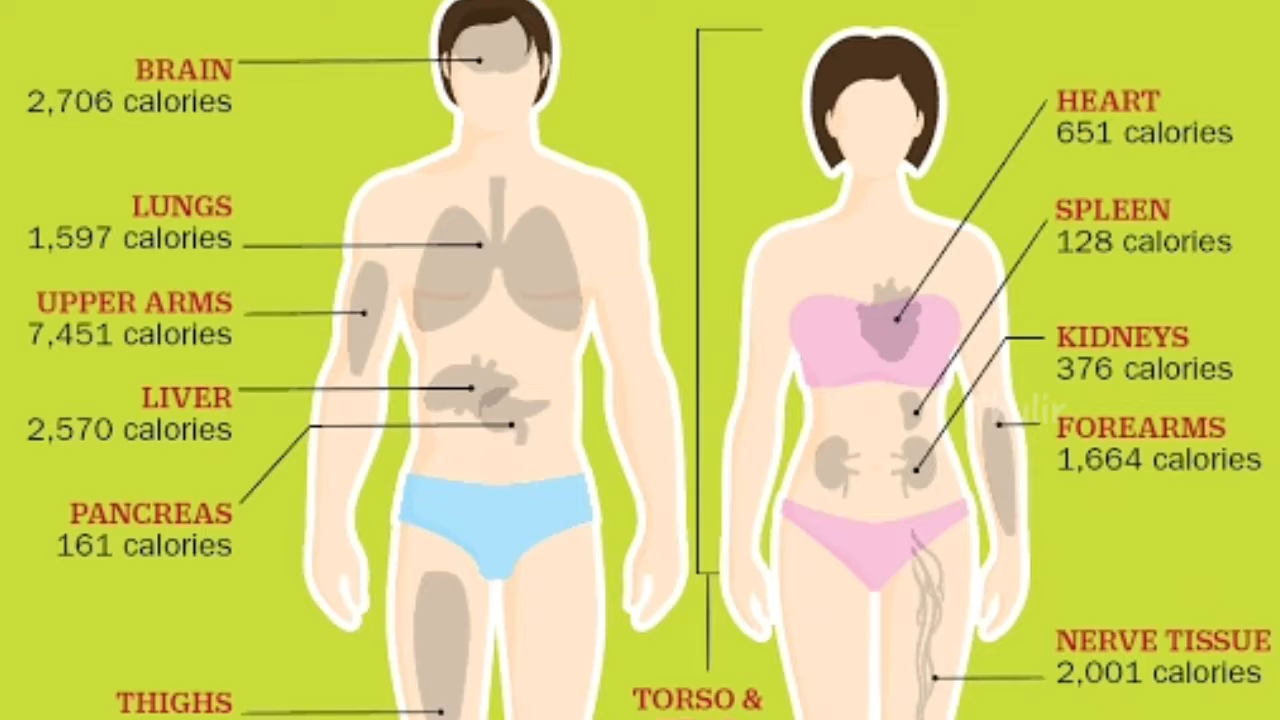 BRAIN
2,706 calories
LUNGS
1,597 calories
UPPER ARMS
7,451 calories
LIVER
2,570 calories
PANCREAS
161 calories
THIGHS
TORSO &
HEART
651 calories
SPLEEN
128 calories
KIDNEYS
376 calories
FOREARMS
1,664 calories
NERVE TISSUE
2,001 calories